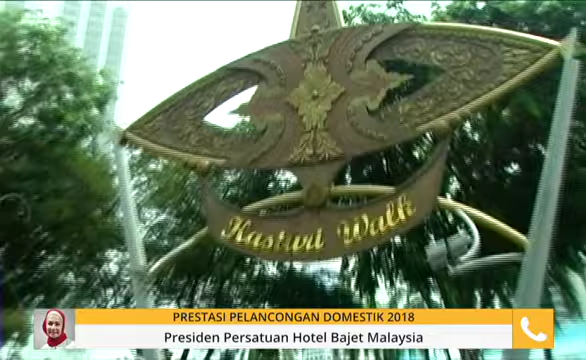 Kasturi Walk
PRESTASI PELANCONGAN DOMESTIK 2018
Presiden Persatuan Hotel Bajet Malaysia